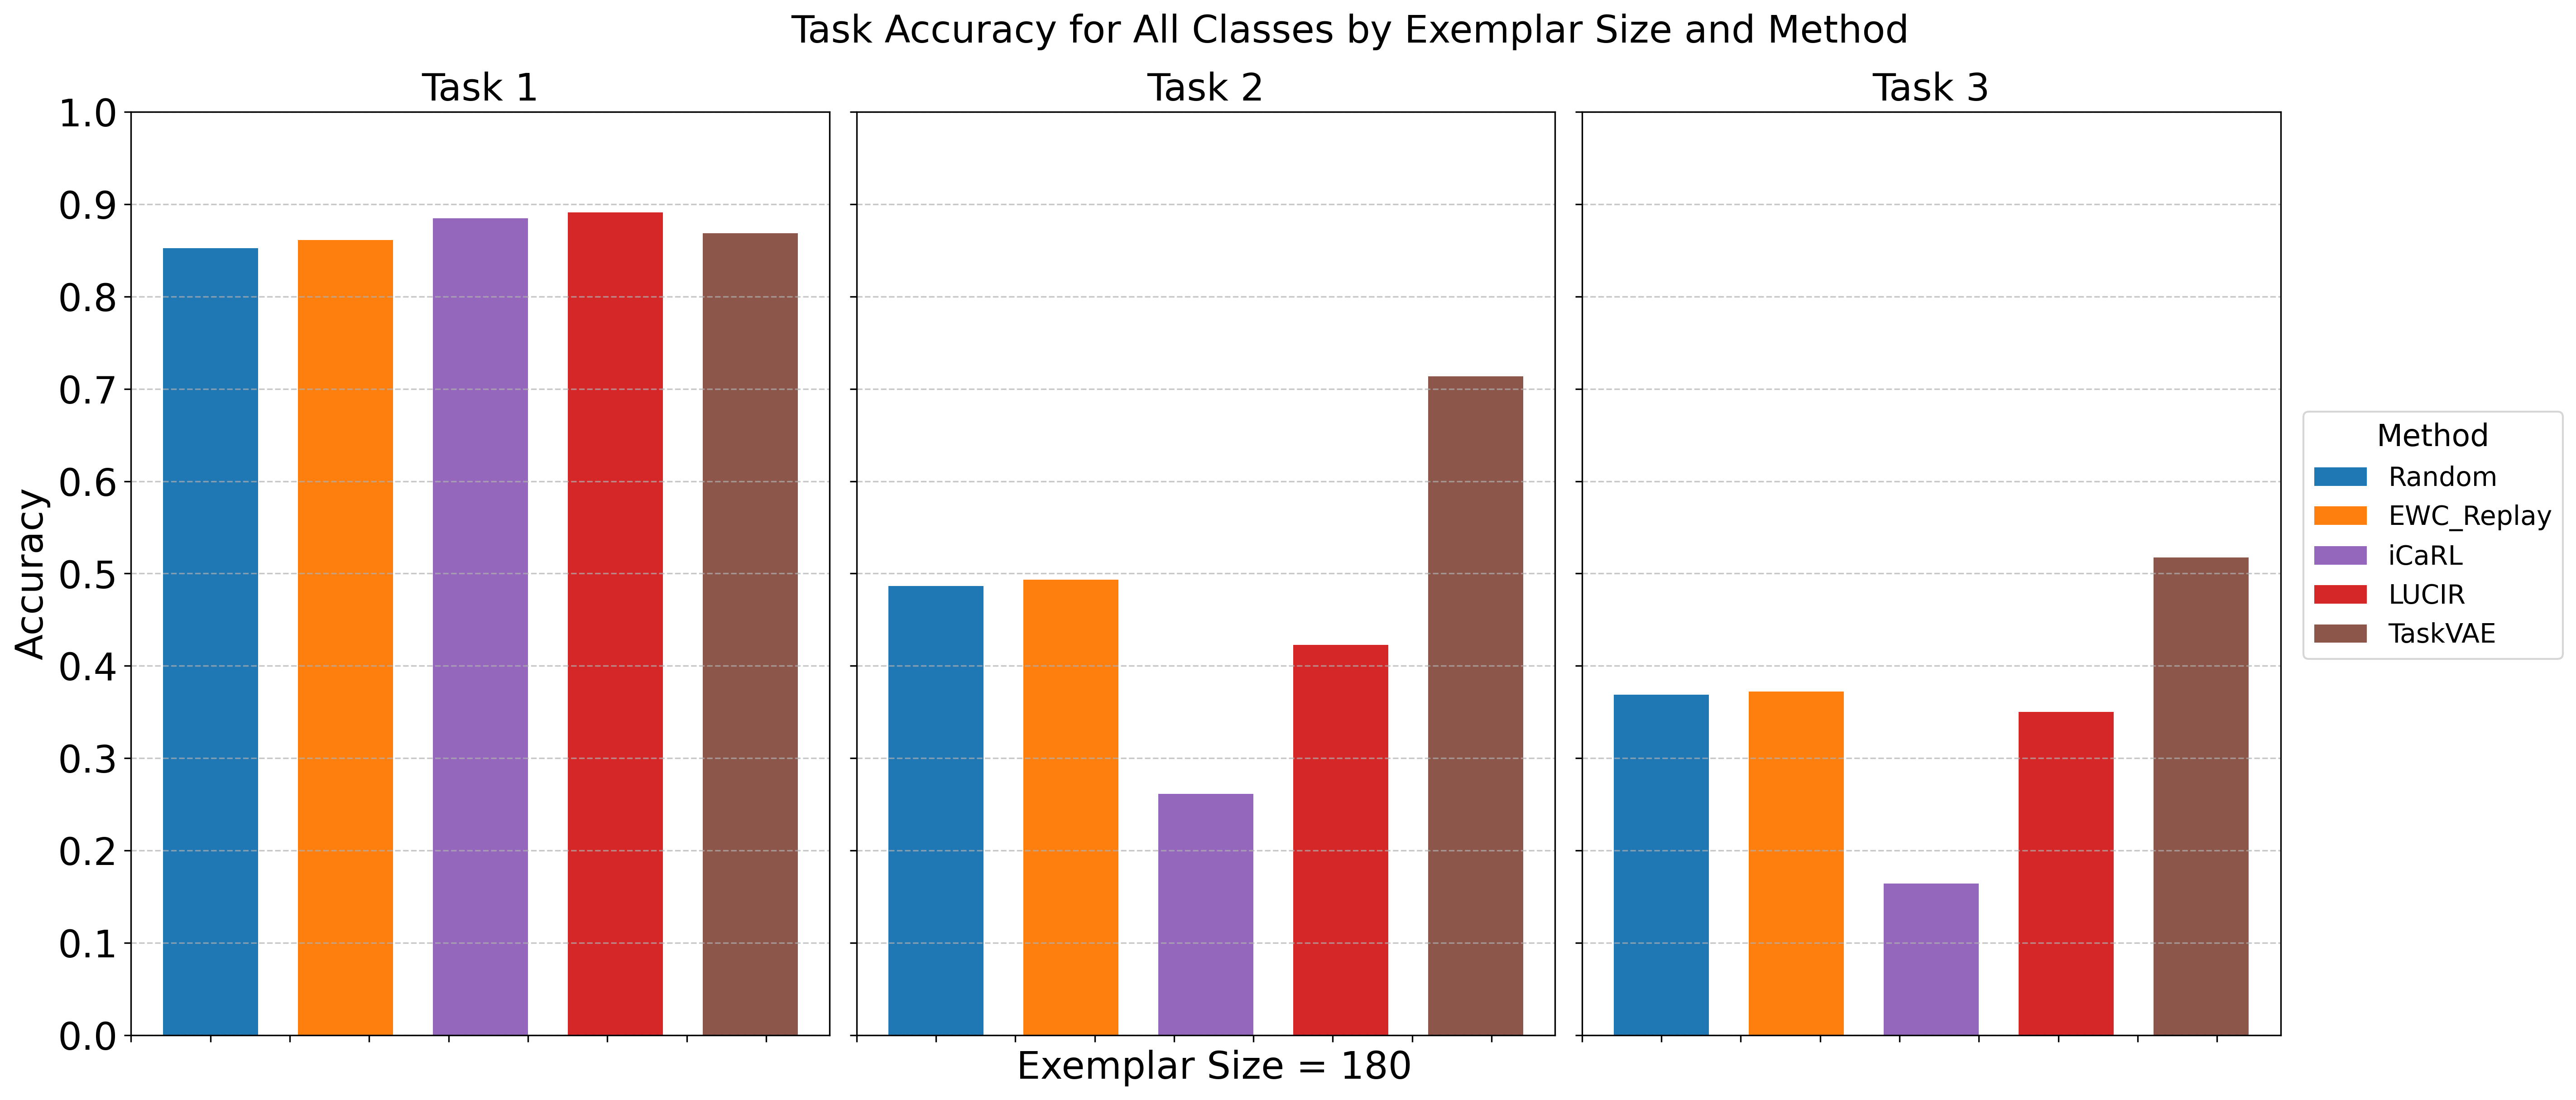 Task Accuracy for All Classes by Exemplar Size and Method
Task 1
Task 2
Task 3
1.0
0.9
0.8
0.7
0.6
0.5
0.4
0.3
0.2
0.1
0.0
Accuracy
Exemplar Size = 180
Method
Random
EWC_Replay
iCaRL
LUCIR
TaskVAE